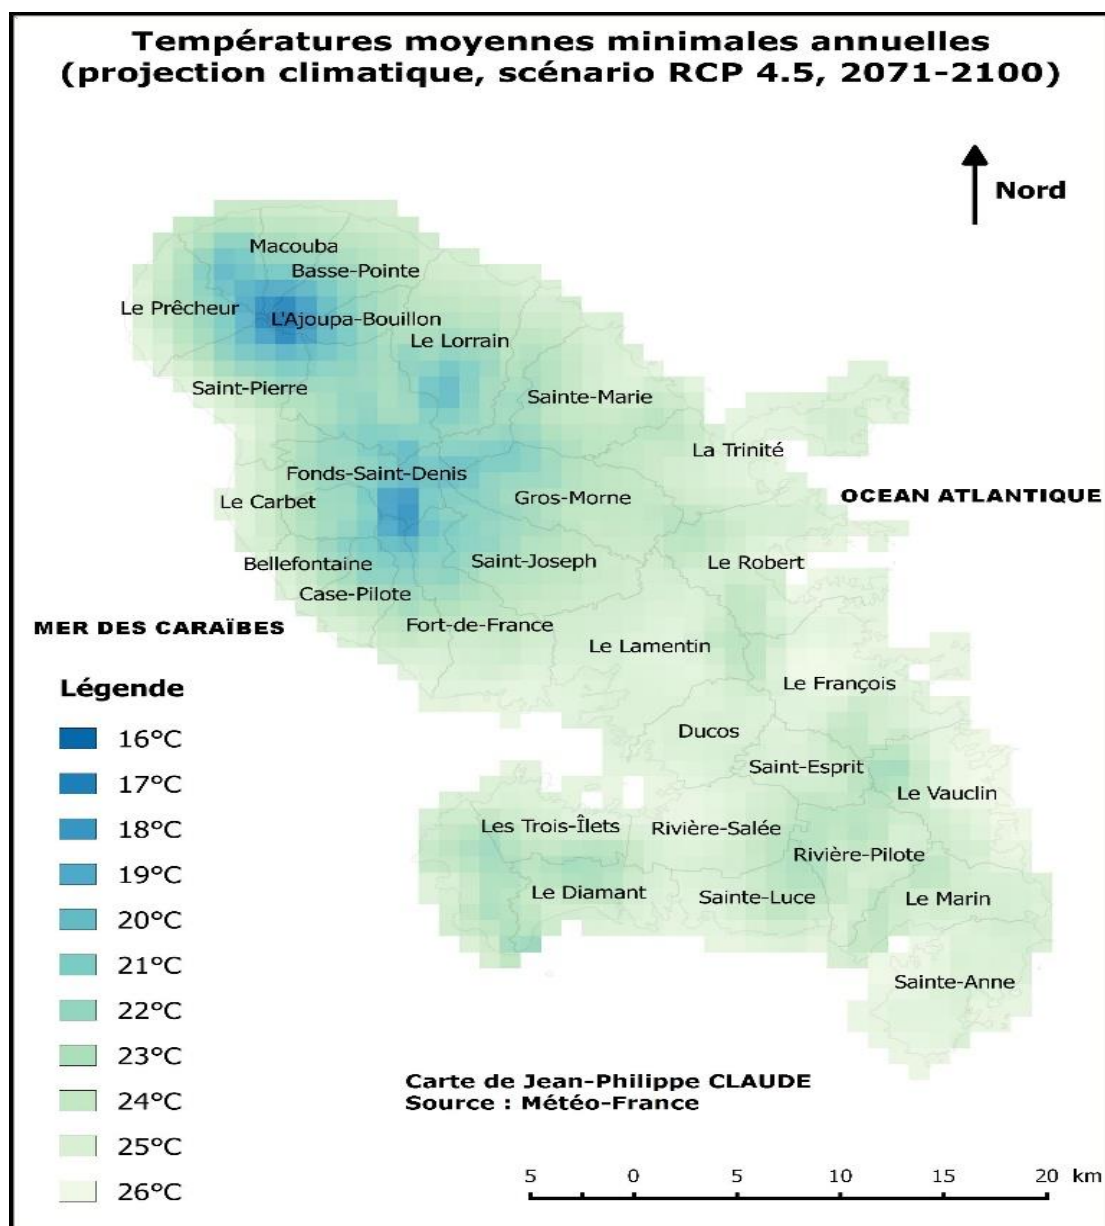 Températures moyennes minimales annuelles
(projection climatique, scénario RCP 4.5, 2071-2100)
Nord
Macouba
Basse-Pointe
Le Prêcheur
L'Ajoupa-Bouillon
Le Lorrain
Saint-Pierre
Sainte-Marie
La Trinité
Fonds-Saint-Denis
OCEAN ATLANTIQUE
Le Carbet
Gros-Morne
Bellefontaine
Saint-Joseph
Le Robert
Case-Pilote
MER DES CARAÏBES
Fort-de-France
Le Lamentin
Le François
Ducos
Saint-Esprit
Le Vauclin
Les Trois-Îlets
Rivière-Salée
Rivière-Pilote
Le Diamant
Sainte-Luce
Le Marin
Sainte-Anne
Légende
16°C
17°C
18°C
19°C
20°C
21°C
22°C
23°C
24°C
25°C
26°C
Carte de Jean-Philippe CLAUDE
Source : Météo-France
5 0 5 10 15 20 km